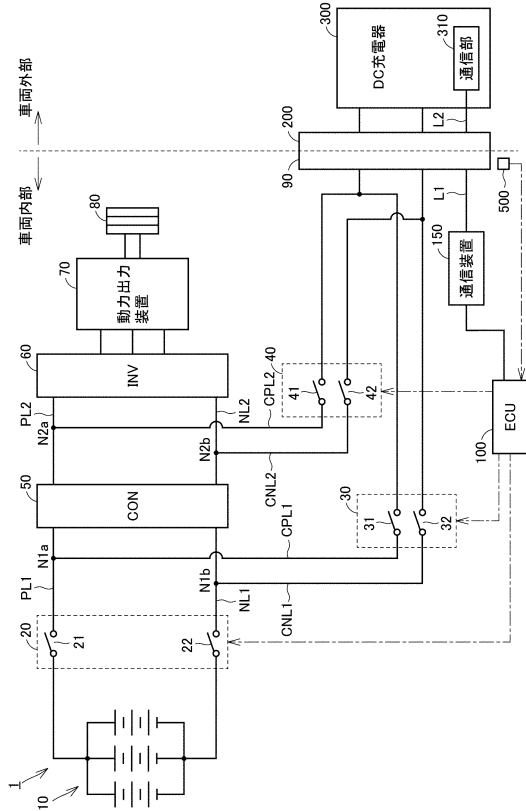 車両内部
車両外部
1
10
20
21
22
PL1
NL1
N1a
N1b
50
CON
CPL1
CNL1
30
31
32
PL2
NL2
N2a
N2b
CPL2
CNL2
40
41
42
60
INV
70
動力出力
装置
80
90
200
300
DC充電器
310
通信部
L2
L1
150
通信装置
500
100
ECU